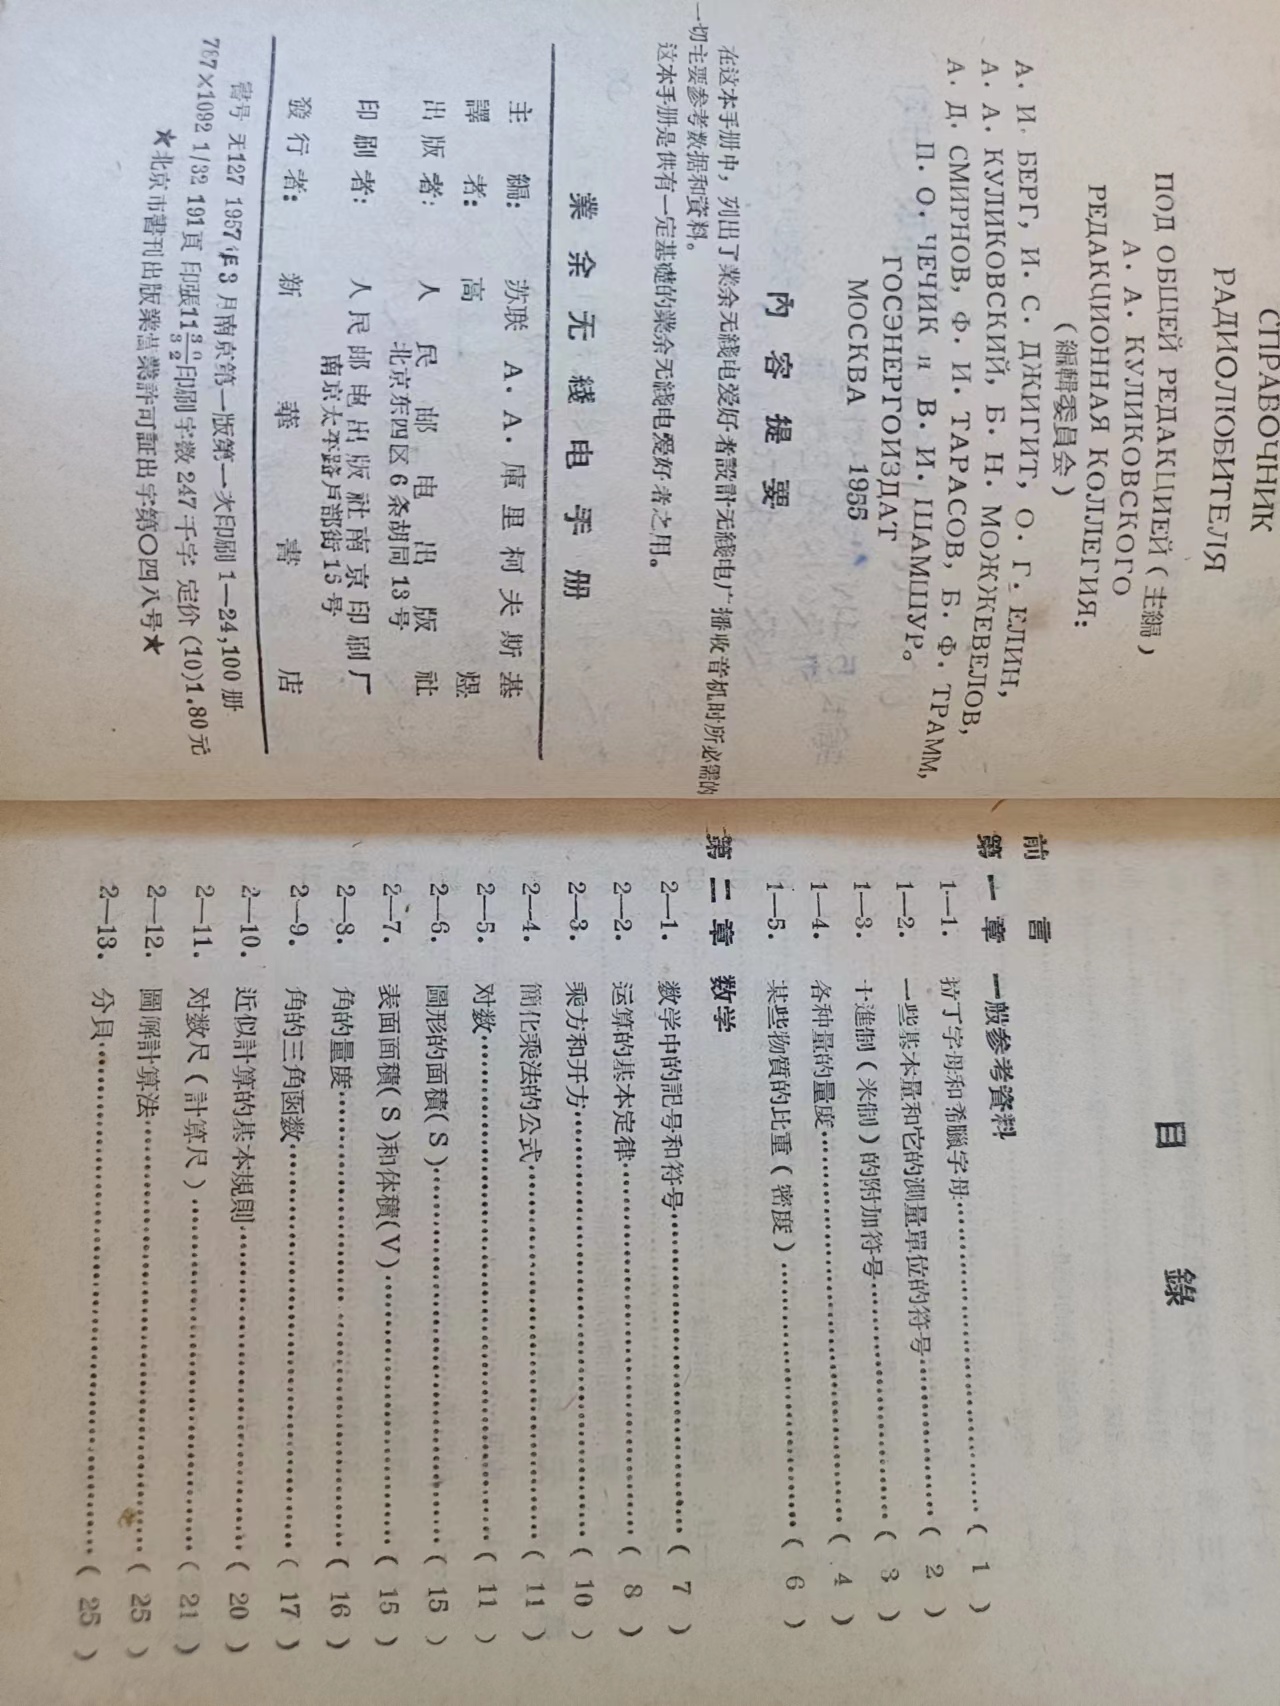 СПРАВОЧНИК
РАДИОЛЮБИТЕЛЯ
ПОД ОБЩЕЙ РЕДАКЦИЕЙ (主編)
А. А. КУЛИКОВСКОГО
РЕДАКЦИОННАЯ КОЛЛЕГИЯ:
(編輯委員会)
А. И. БЕРГ, И. С. ДЖИГИТ, О. Г. ЕЛИН,
А. А. КУЛИКОВСКИЙ, Б. Н. МОЖЖЕВЕЛОВ,
А. Д. СМИРНОВ, Ф. И. ТАРАСОВ, Б. Ф. ТРАММ,
П. О. ЧЕЧИК и В. И. ШАМШУР。
ГОСЭНЕРГОИЗДАТ
МОСКВА 1955
內容提要
在这本手册中，列出了業余无綫电爱好者設計无綫电广播收音机时所必需的
一切主要参考数据和資料。
这本手册是供有一定基礎的業余无綫电爱好者之用。
業余无綫电手册
主編：苏联 А. А. 庫里柯夫斯基
譯者：高煜
出版者：人民邮电出版社
北京东四区6条胡同13号
印刷者：人民邮电出版社南京印刷厂
南京太平路戶部街15号
發行者：新華書店
書号 无127 1957年3月南京第一版第一次印刷 1—24,100册
787×1092 1/32 191頁 印張11 30/32 印刷字数 247千字 定价 (10)1.80元
★北京市書刊出版業营業許可証出字第〇四八号★
目錄
前言
第一章 一般参考資料
1—1. 拉丁字母和希臘字母……………………( 1 )
1—2. 一些基本量和它的測量單位的符号……………………( 2 )
1—3. 十進制(米制)的附加符号……………………( 3 )
1—4. 各种量的量度……………………( 4 )
1—5. 某些物質的比重(密度)……………………( 6 )
第二章 数学
2—1. 数学中的記号和符号……………………( 7 )
2—2. 运算的基本定律……………………( 8 )
2—3. 乘方和开方……………………( 10 )
2—4. 簡化乘法的公式……………………( 11 )
2—5. 对数……………………( 11 )
2—6. 圖形的面積(S)……………………( 15 )
2—7. 表面面積(S)和体積(V)……………………( 15 )
2—8. 角的量度……………………( 16 )
2—9. 角的三角函数……………………( 17 )
2—10. 近似計算的基本規則……………………( 20 )
2—11. 对数尺(計算尺)……………………( 21 )
2—12. 圖解計算法……………………( 25 )
2—13. 分貝……………………( 25 )